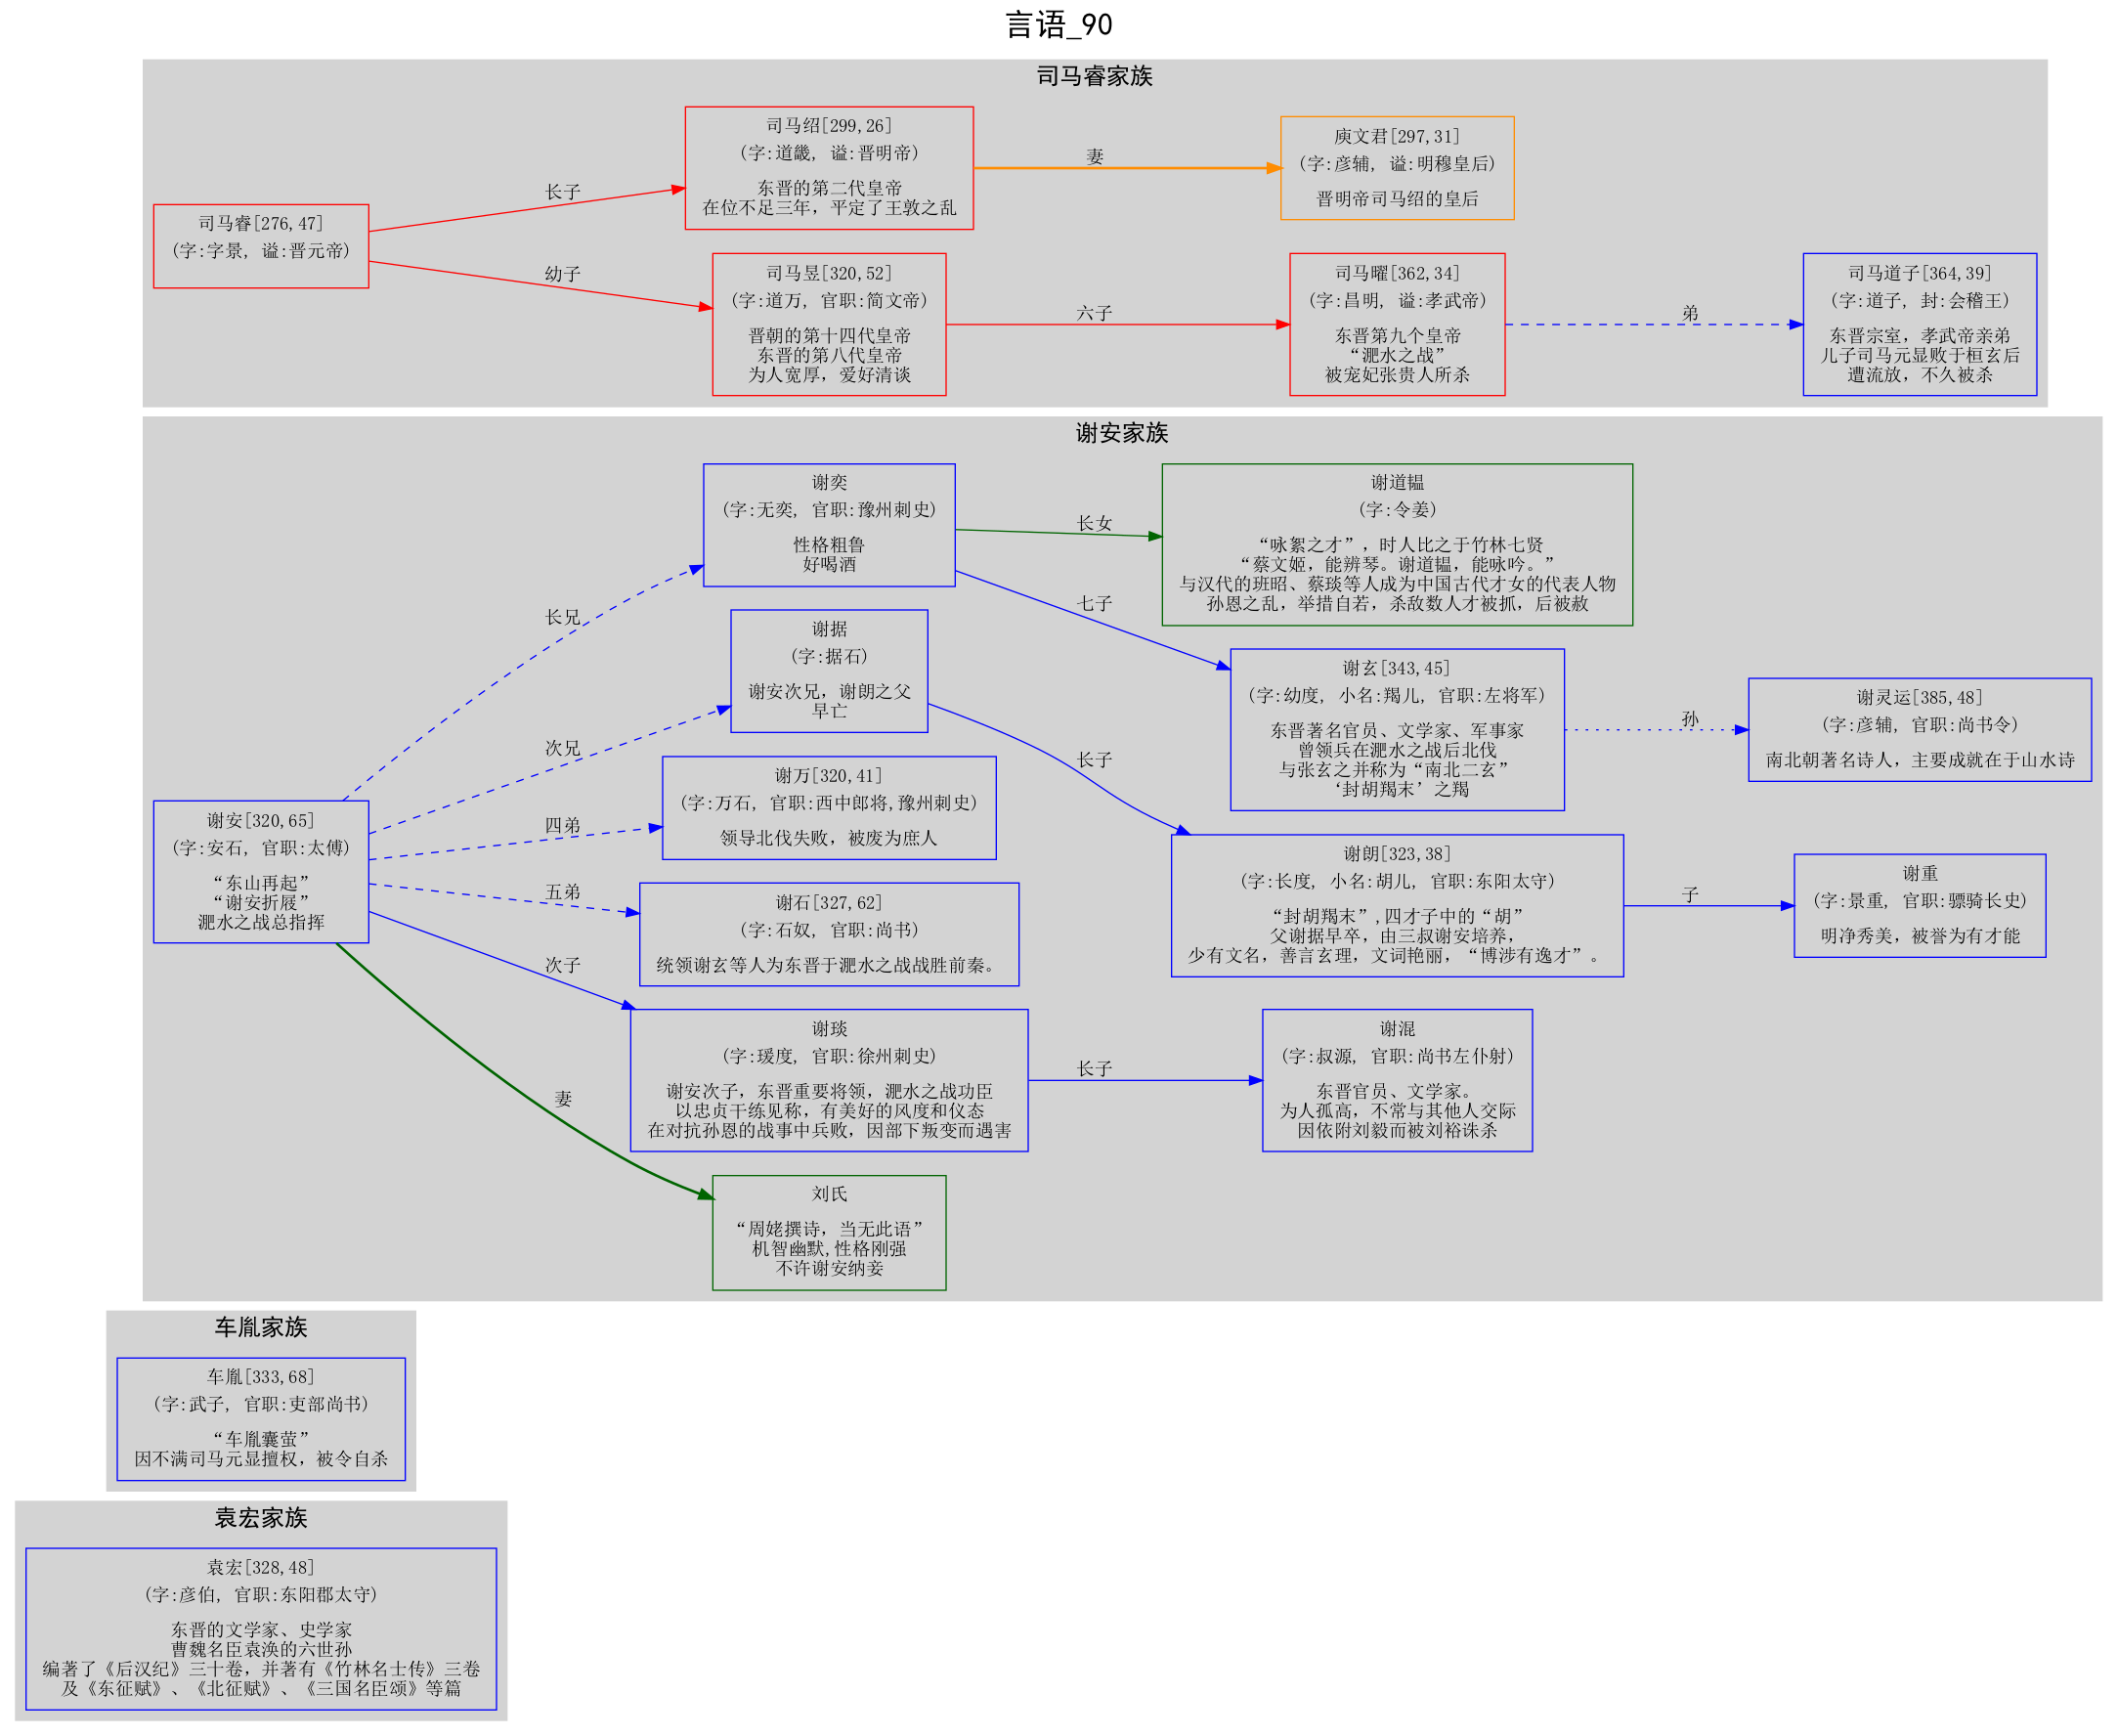 言语_90
司马睿家族
司马睿[276,47]
(字:字景, 谥:晋元帝)
长子
幼子
司马绍[299,26]
(字:道畿, 谥:晋明帝)
东晋的第二代皇帝
在位不足三年，平定了王敦之乱
妻
庾文君[297,31]
(字:彦辅, 谥:明穆皇后)
晋明帝司马绍的皇后
司马昱[320,52]
(字:道万, 官职:简文帝)
晋朝的第十四代皇帝
东晋的第八代皇帝
为人宽厚，爱好清谈
六子
司马曜[362,34]
(字:昌明, 谥:孝武帝)
东晋第九个皇帝
“淝水之战”
被宠妃张贵人所杀
弟
司马道子[364,39]
(字:道子, 封:会稽王)
东晋宗室，孝武帝亲弟
儿子司马元显败于桓玄后
遭流放，不久被杀
谢安家族
谢安[320,65]
(字:安石, 官职:太傅)
“东山再起”
“谢安折屐”
淝水之战总指挥
长兄
次兄
四弟
五弟
次子
妻
谢奕
(字:无奕, 官职:豫州刺史)
性格粗鲁
好喝酒
长女
七子
谢道韫
(字:令姜)
“咏絮之才”，时人比之于竹林七贤
“蔡文姬，能辨琴。谢道韫，能咏吟。”
与汉代的班昭、蔡琰等人成为中国古代才女的代表人物
孙恩之乱，举措自若，杀敌数人才被抓，后被赦
谢据
(字:据石)
谢安次兄，谢朗之父
早亡
长子
谢玄[343,45]
(字:幼度, 小名:羯儿, 官职:左将军)
东晋著名官员、文学家、军事家
曾领兵在淝水之战后北伐
与张玄之并称为“南北二玄”
‘封胡羯末’之羯
孙
谢灵运[385,48]
(字:彦辅, 官职:尚书令)
南北朝著名诗人，主要成就在于山水诗
谢万[320,41]
(字:万石, 官职:西中郎将,豫州刺史)
领导北伐失败，被废为庶人
谢石[327,62]
(字:石奴, 官职:尚书)
统领谢玄等人为东晋于淝水之战战胜前秦。
谢朗[323,38]
(字:长度, 小名:胡儿, 官职:东阳太守)
“封胡羯末”,四才子中的“胡”
父谢据早卒，由三叔谢安培养，
少有文名，善言玄理，文词艳丽，“博涉有逸才”。
子
谢重
(字:景重, 官职:骠骑长史)
明净秀美，被誉为有才能
谢琰
(字:瑗度, 官职:徐州刺史)
谢安次子，东晋重要将领，淝水之战功臣
以忠贞干练见称，有美好的风度和仪态
在对抗孙恩的战事中兵败，因部下叛变而遇害
长子
谢混
(字:叔源, 官职:尚书左仆射)
东晋官员、文学家。
为人孤高，不常与其他人交际
因依附刘毅而被刘裕诛杀
刘氏
“周姥撰诗，当无此语”
机智幽默,性格刚强
不许谢安纳妾
车胤家族
车胤[333,68]
(字:武子, 官职:吏部尚书)
“车胤囊萤”
因不满司马元显擅权，被令自杀
袁宏家族
袁宏[328,48]
(字:彦伯, 官职:东阳郡太守)
东晋的文学家、史学家
曹魏名臣袁涣的六世孙
编著了《后汉纪》三十卷，并著有《竹林名士传》三卷
及《东征赋》、《北征赋》、《三国名臣颂》等篇